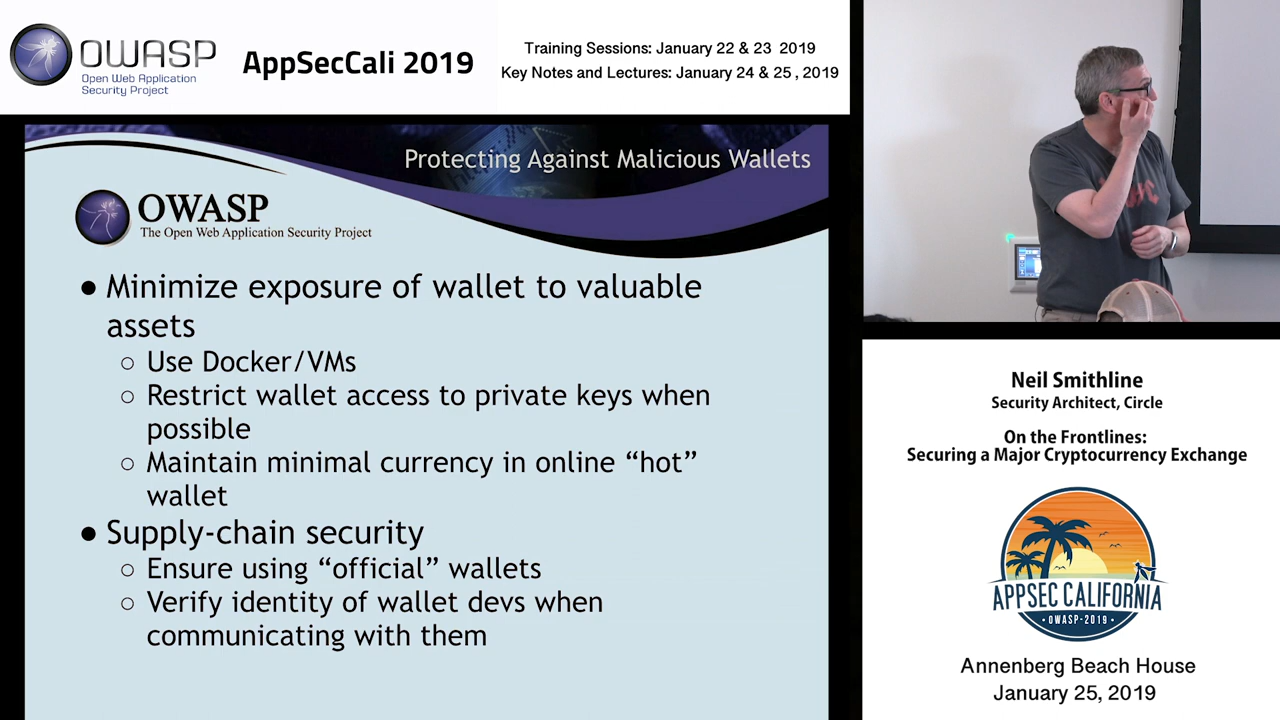 OWASP
Open Web Application
Security Project
AppSecCali 2019
Training Sessions: January 22 & 23 2019
Key Notes and Lectures: January 24 & 25 , 2019
Protecting Against Malicious Wallets
OWASP
The Open Web Application Security Project
● Minimize exposure of wallet to valuable
assets
○ Use Docker/VMs
○ Restrict wallet access to private keys when
possible
○ Maintain minimal currency in online “hot”
wallet
● Supply-chain security
○ Ensure using “official” wallets
○ Verify identity of wallet devs when
communicating with them
Neil Smithline
Security Architect, Circle
On the Frontlines:
Securing a Major Cryptocurrency Exchange
APPSEC CALIFORNIA
• OWASP-2019 •
Annenberg Beach House
January 25, 2019